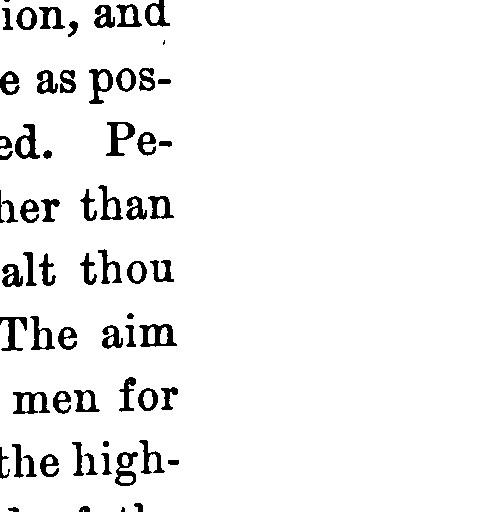 ion, and
e as pos-
ed. Pe-
her than
alt thou
The aim
men for
the high-